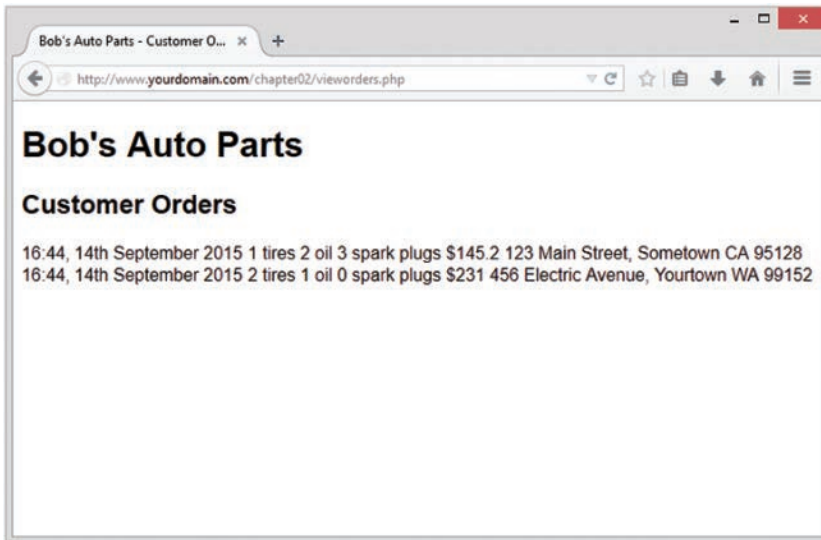 Bob's Auto Parts - Customer O...
http://www.yourdomain.com/chapter02/vieworders.php
Bob's Auto Parts
Customer Orders
16:44, 14th September 2015 1 tires 2 oil 3 spark plugs $145.2 123 Main Street, Sometown CA 95128
16:44, 14th September 2015 2 tires 1 oil 0 spark plugs $231 456 Electric Avenue, Yourtown WA 99152